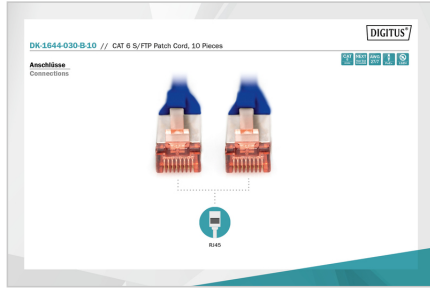 DIGITUS®
DK-1644-030-B-10 // CAT 6 S/FTP Patch Cord, 10 Pieces
Anschlüsse
Connections
RJ45